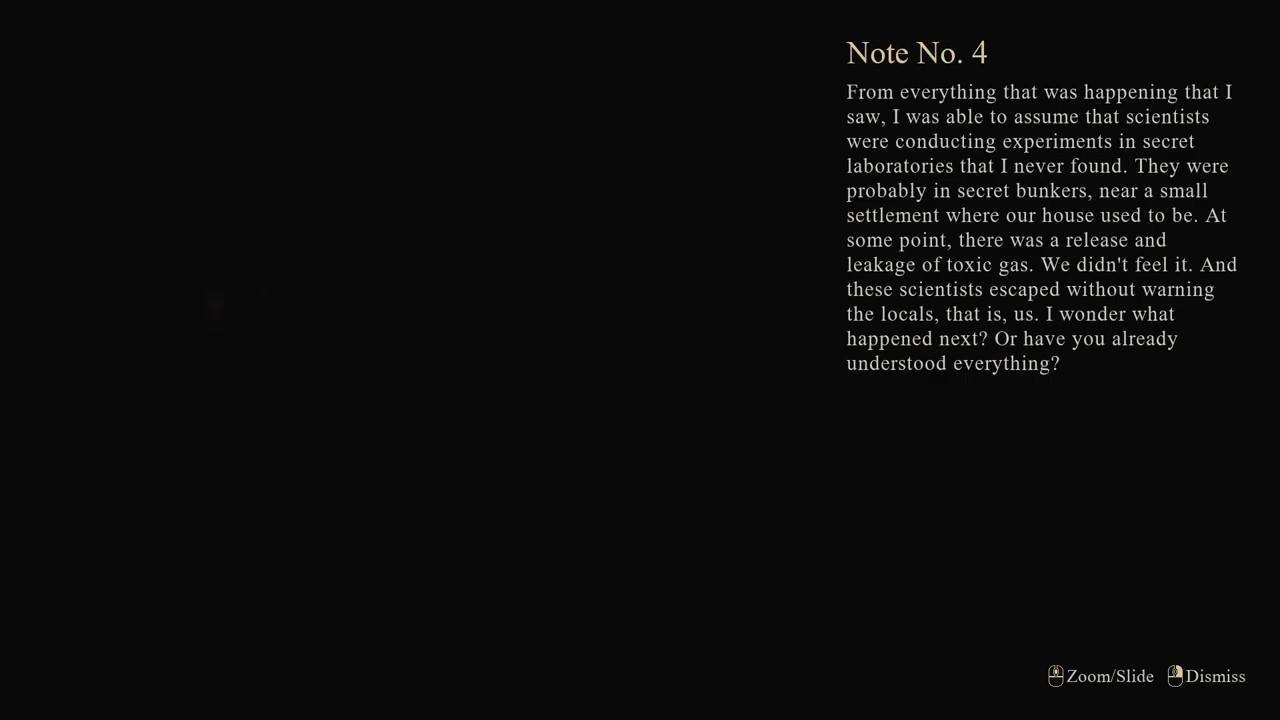 Note No. 4
From everything that was happening that I
saw, I was able to assume that scientists
were conducting experiments in secret
laboratories that I never found. They were
probably in secret bunkers, near a small
settlement where our house used to be. At
some point, there was a release and
leakage of toxic gas. We didn't feel it. And
these scientists escaped without warning
the locals, that is, us. I wonder what
happened next? Or have you already
understood everything?
Zoom/Slide Dismiss